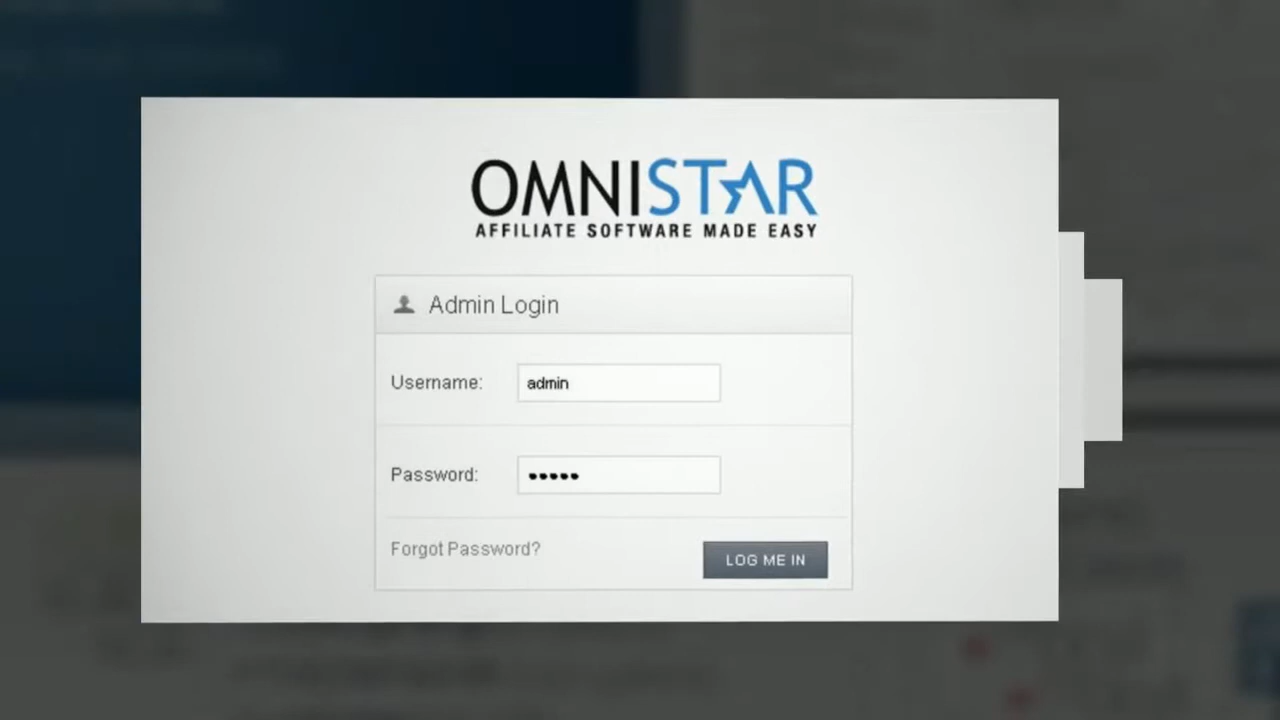 OMNISTAR
AFFILIATE SOFTWARE MADE EASY
Admin Login
Username: admin
Password: •••••
Forgot Password? LOG ME IN